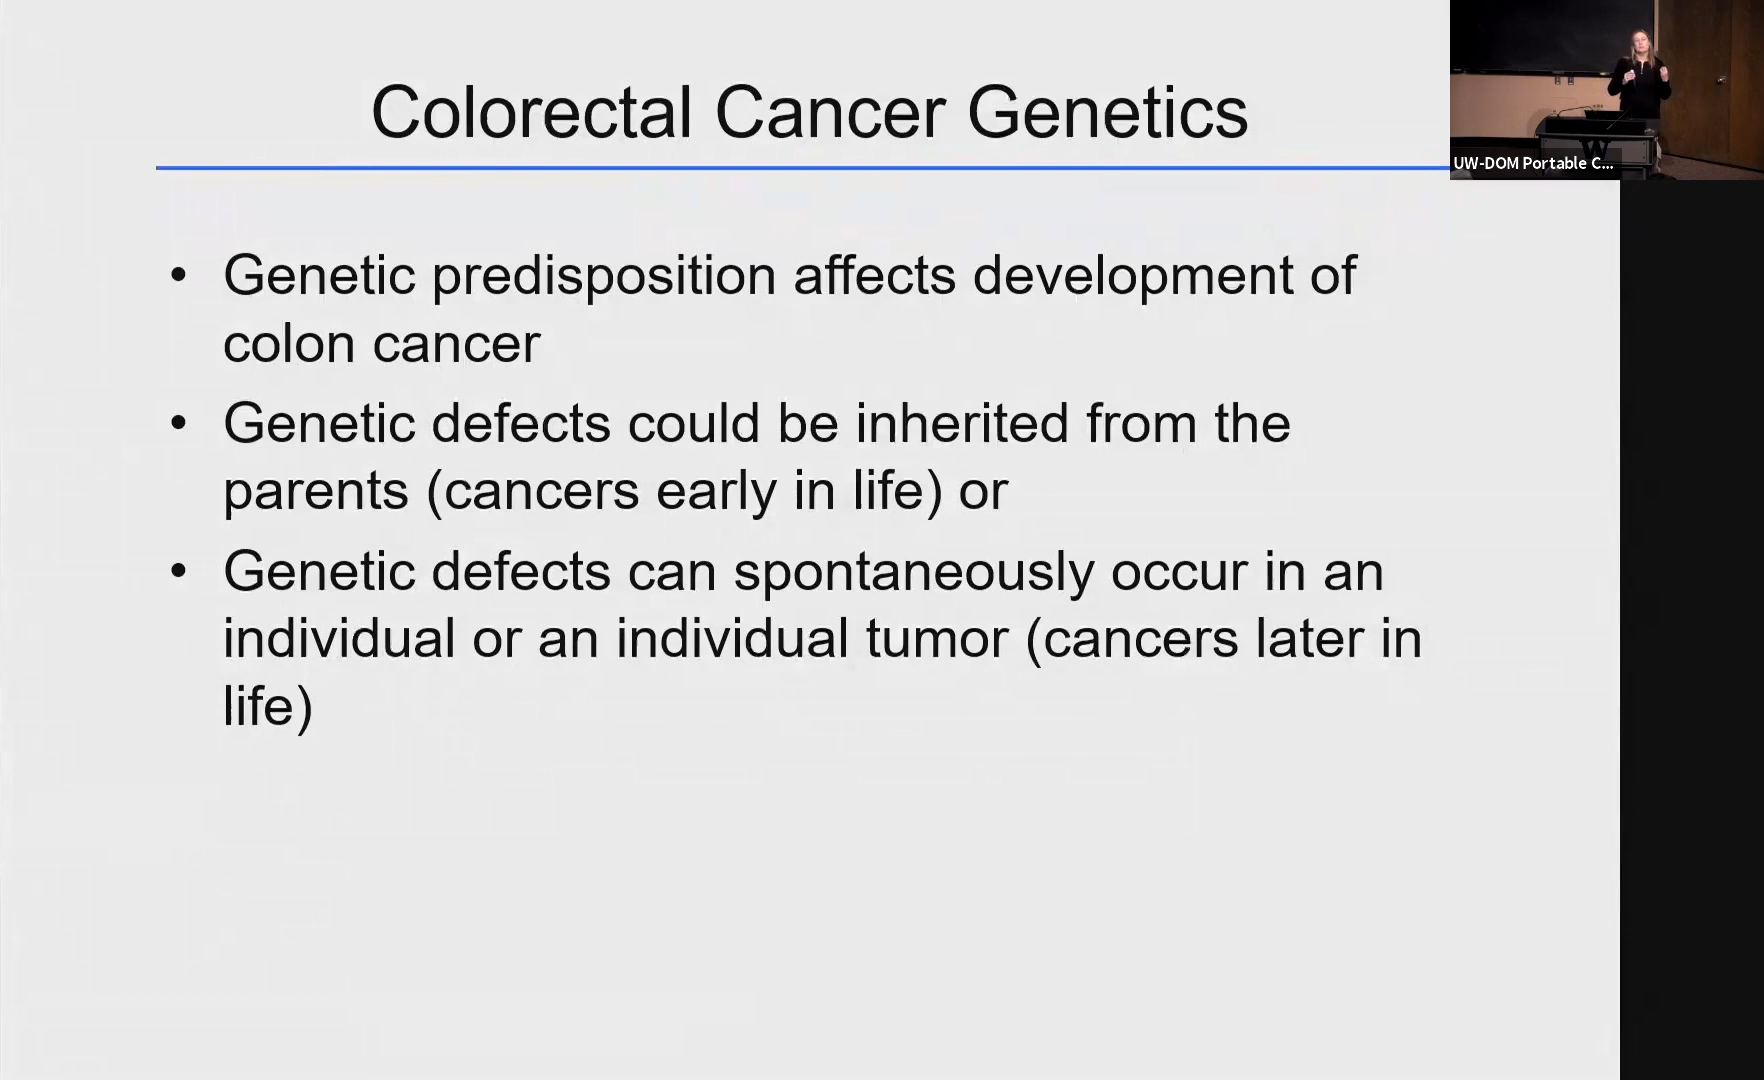 Colorectal Cancer Genetics
UW-DOM Portable C...
• Genetic predisposition affects development of
colon cancer
• Genetic defects could be inherited from the
parents (cancers early in life) or
• Genetic defects can spontaneously occur in an
individual or an individual tumor (cancers later in
life)